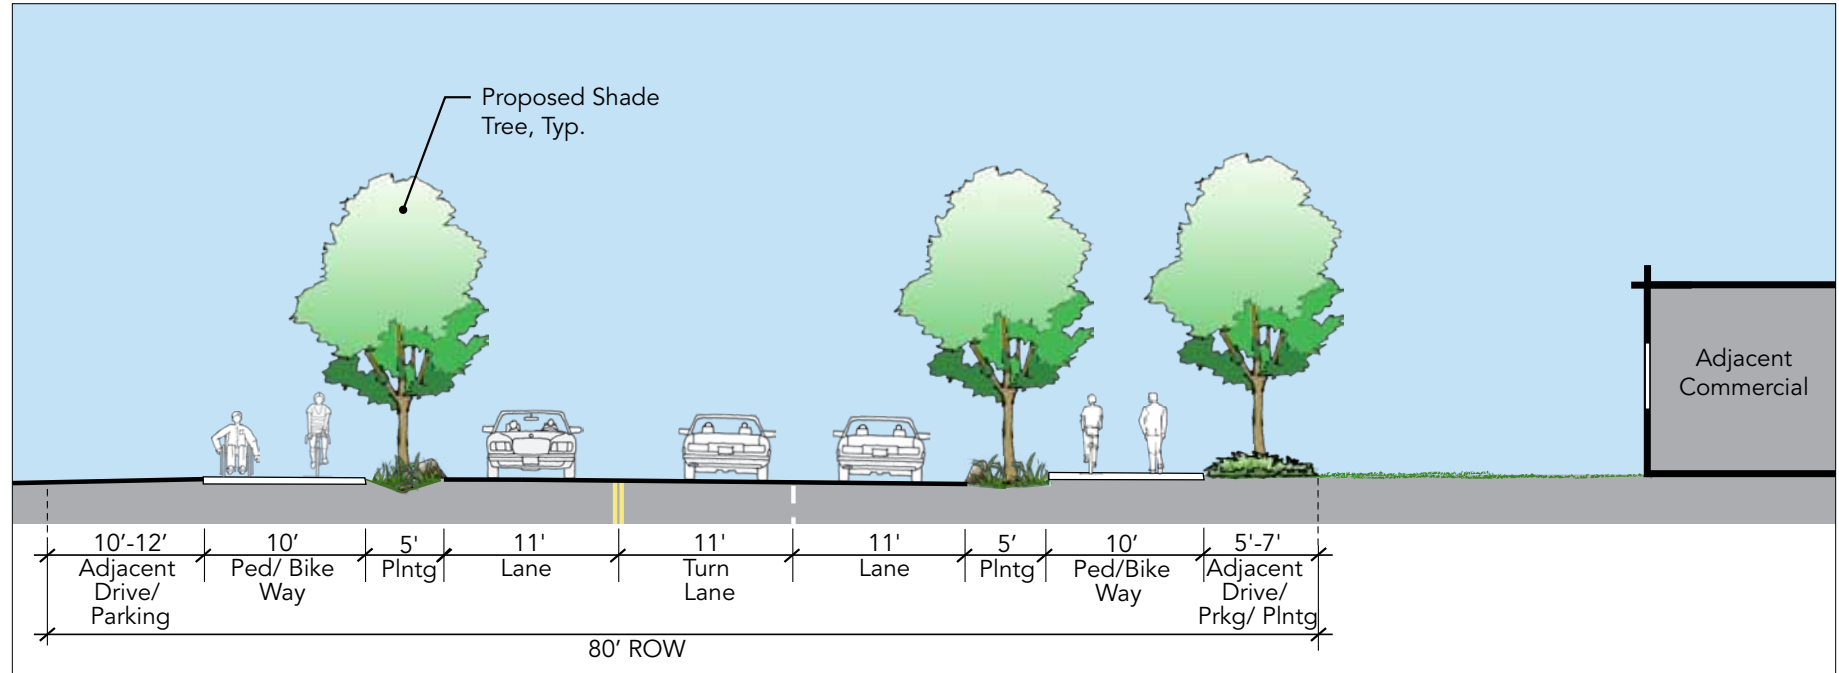 Proposed Shade
Tree, Typ.
Adjacent
Commercial
10’-12’
Adjacent
Drive/
Parking
10’
Ped/ Bike
Way
5'
Plntg
11'
Lane
11'
Turn
Lane
11'
Lane
5’
Plntg
10’
Ped/Bike
Way
5'-7'
Adjacent
Drive/
Prkg/ Plntg
80’ ROW